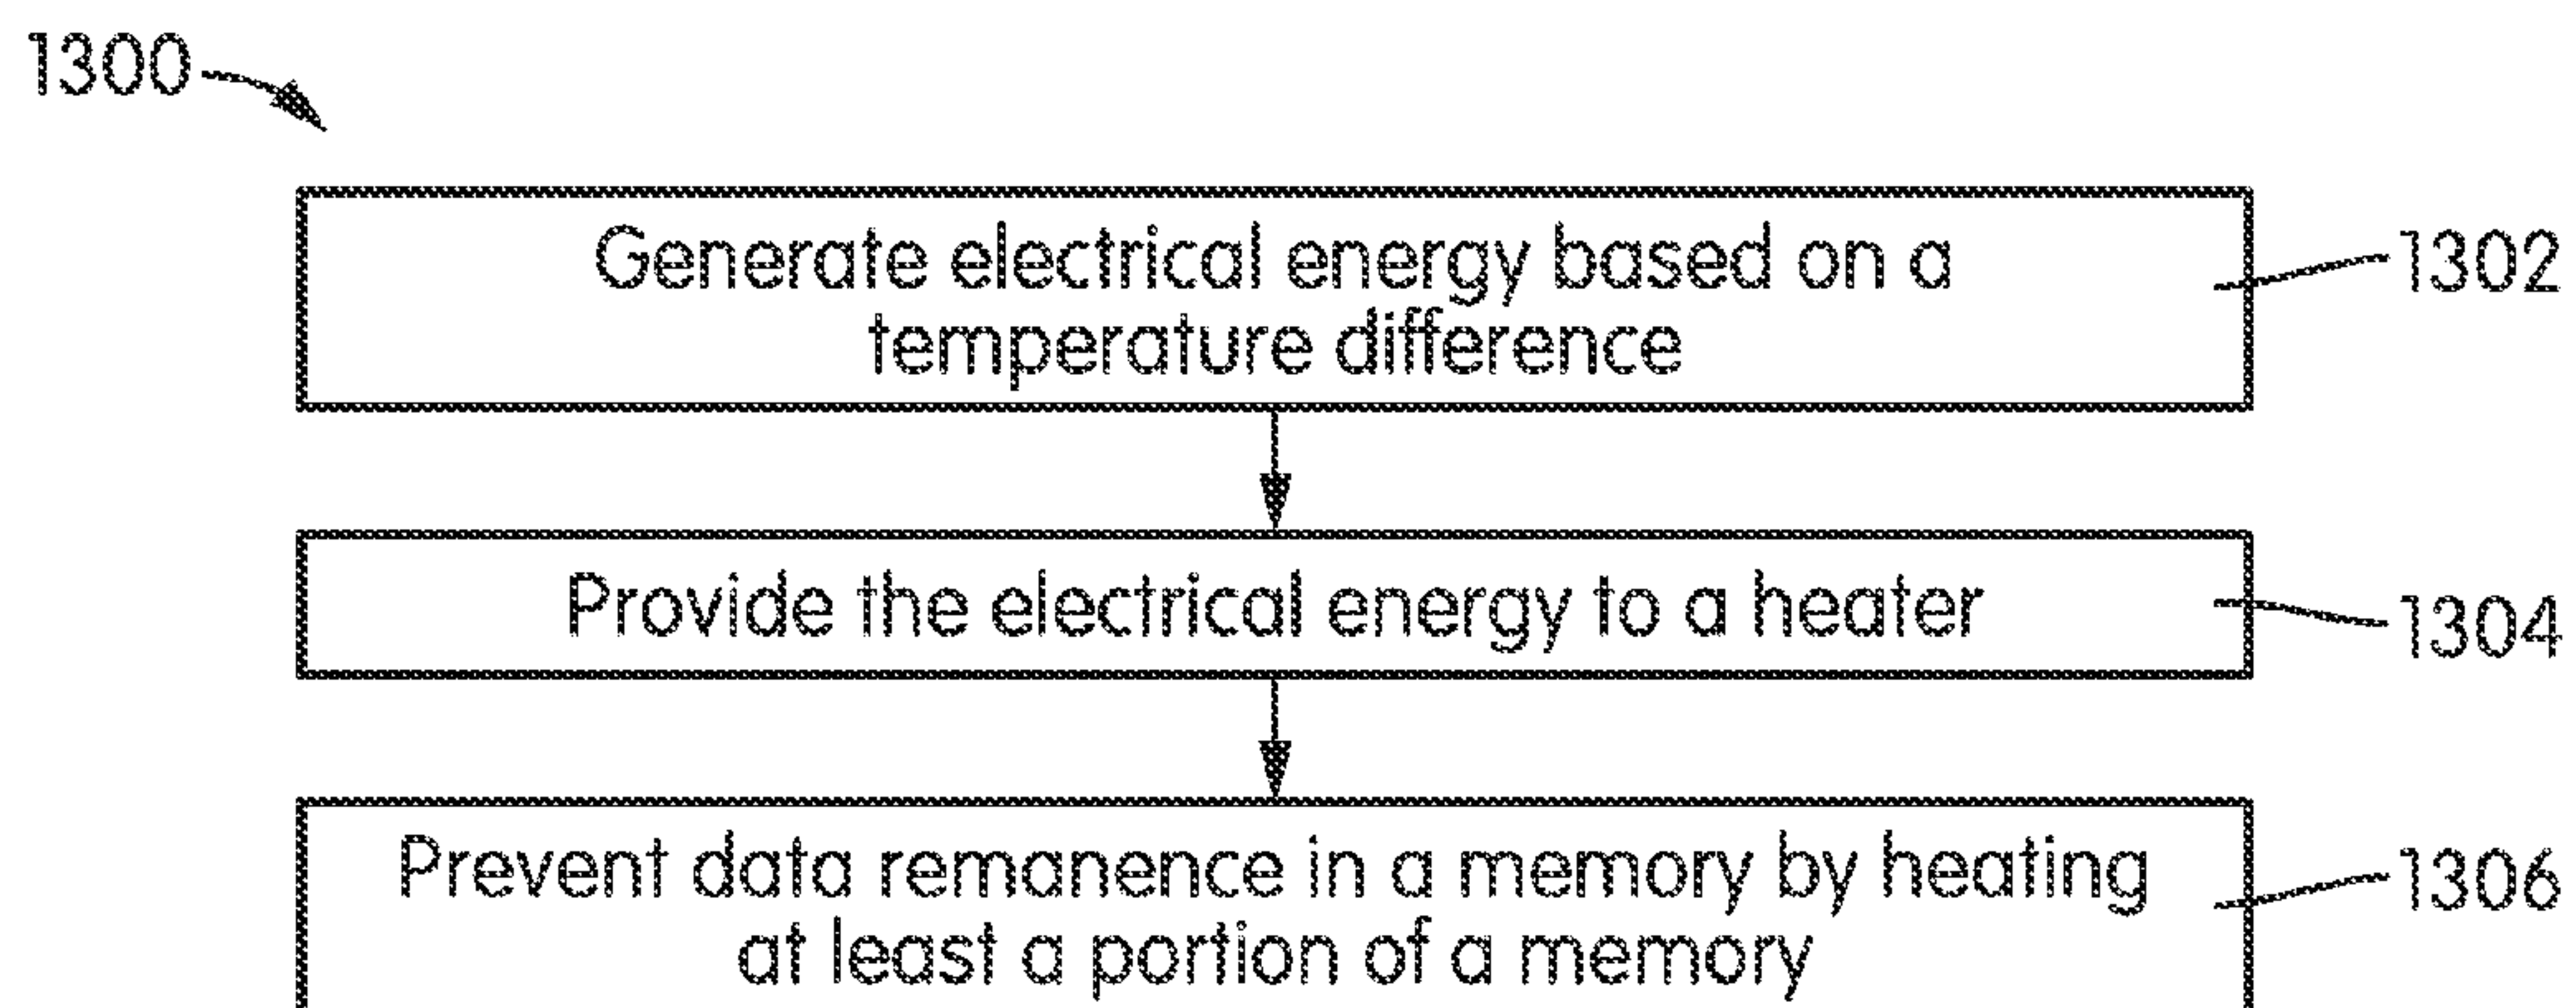 1300
Generate electrical energy based on a
temperature difference
1302
Provide the electrical energy to a heater
1304
Prevent data remanence in a memory by heating
at least a portion of a memory
1306